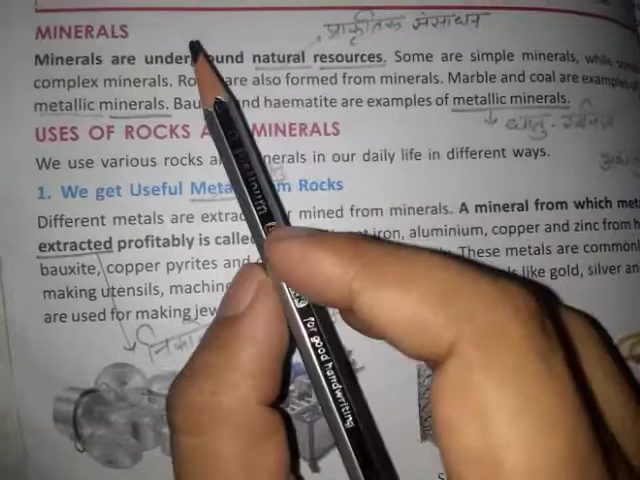 प्राकृतिक संसाधन
MINERALS
Minerals are under ound natural resources. Some are simple minerals, while some
complex minerals. Ro are also formed from minerals. Marble and coal are examples of
metallic minerals. Bau nd haematite are examples of metallic minerals.
धातु खनिज
USES OF ROCKS A MINERALS
We use various rocks a nerals in our daily life in different ways.
1. We get Useful Meta m Rocks
Different metals are extrac r mined from minerals. A mineral from which met
extracted profitably is calle t iron, aluminium, copper and zinc from h
bauxite, copper pyrites and These metals are commonl
making utensils, machin ls like gold, silver an
are used for making jew
platinum
for good handwriting
S